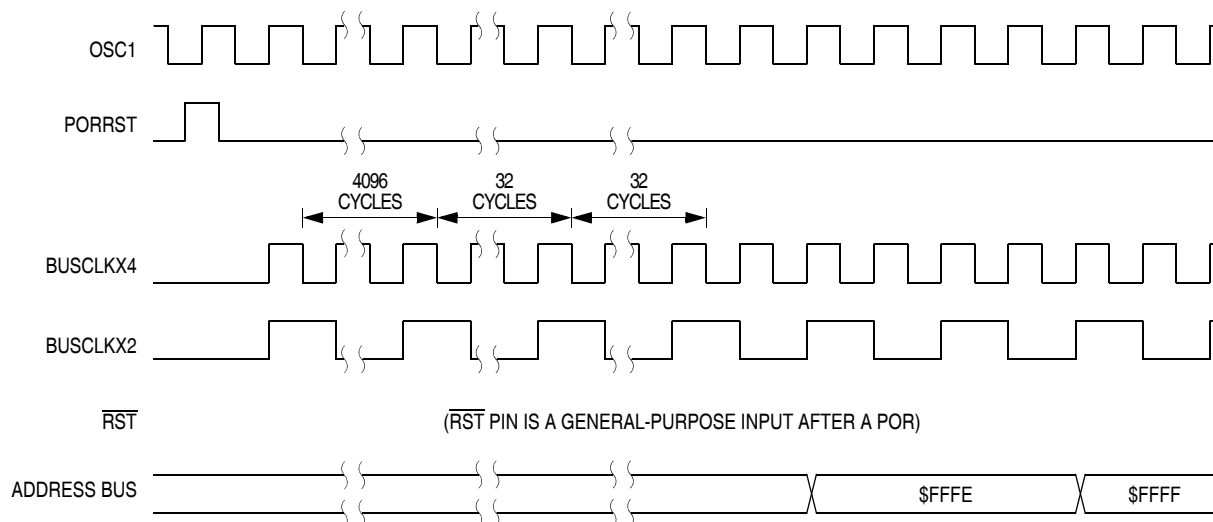 OSC1
PORRST
4096
CYCLES
32
CYCLES
32
CYCLES
BUSCLKX4
BUSCLKX2
RST
(RST PIN IS A GENERAL-PURPOSE INPUT AFTER A POR)
ADDRESS BUS
$FFFE
$FFFF